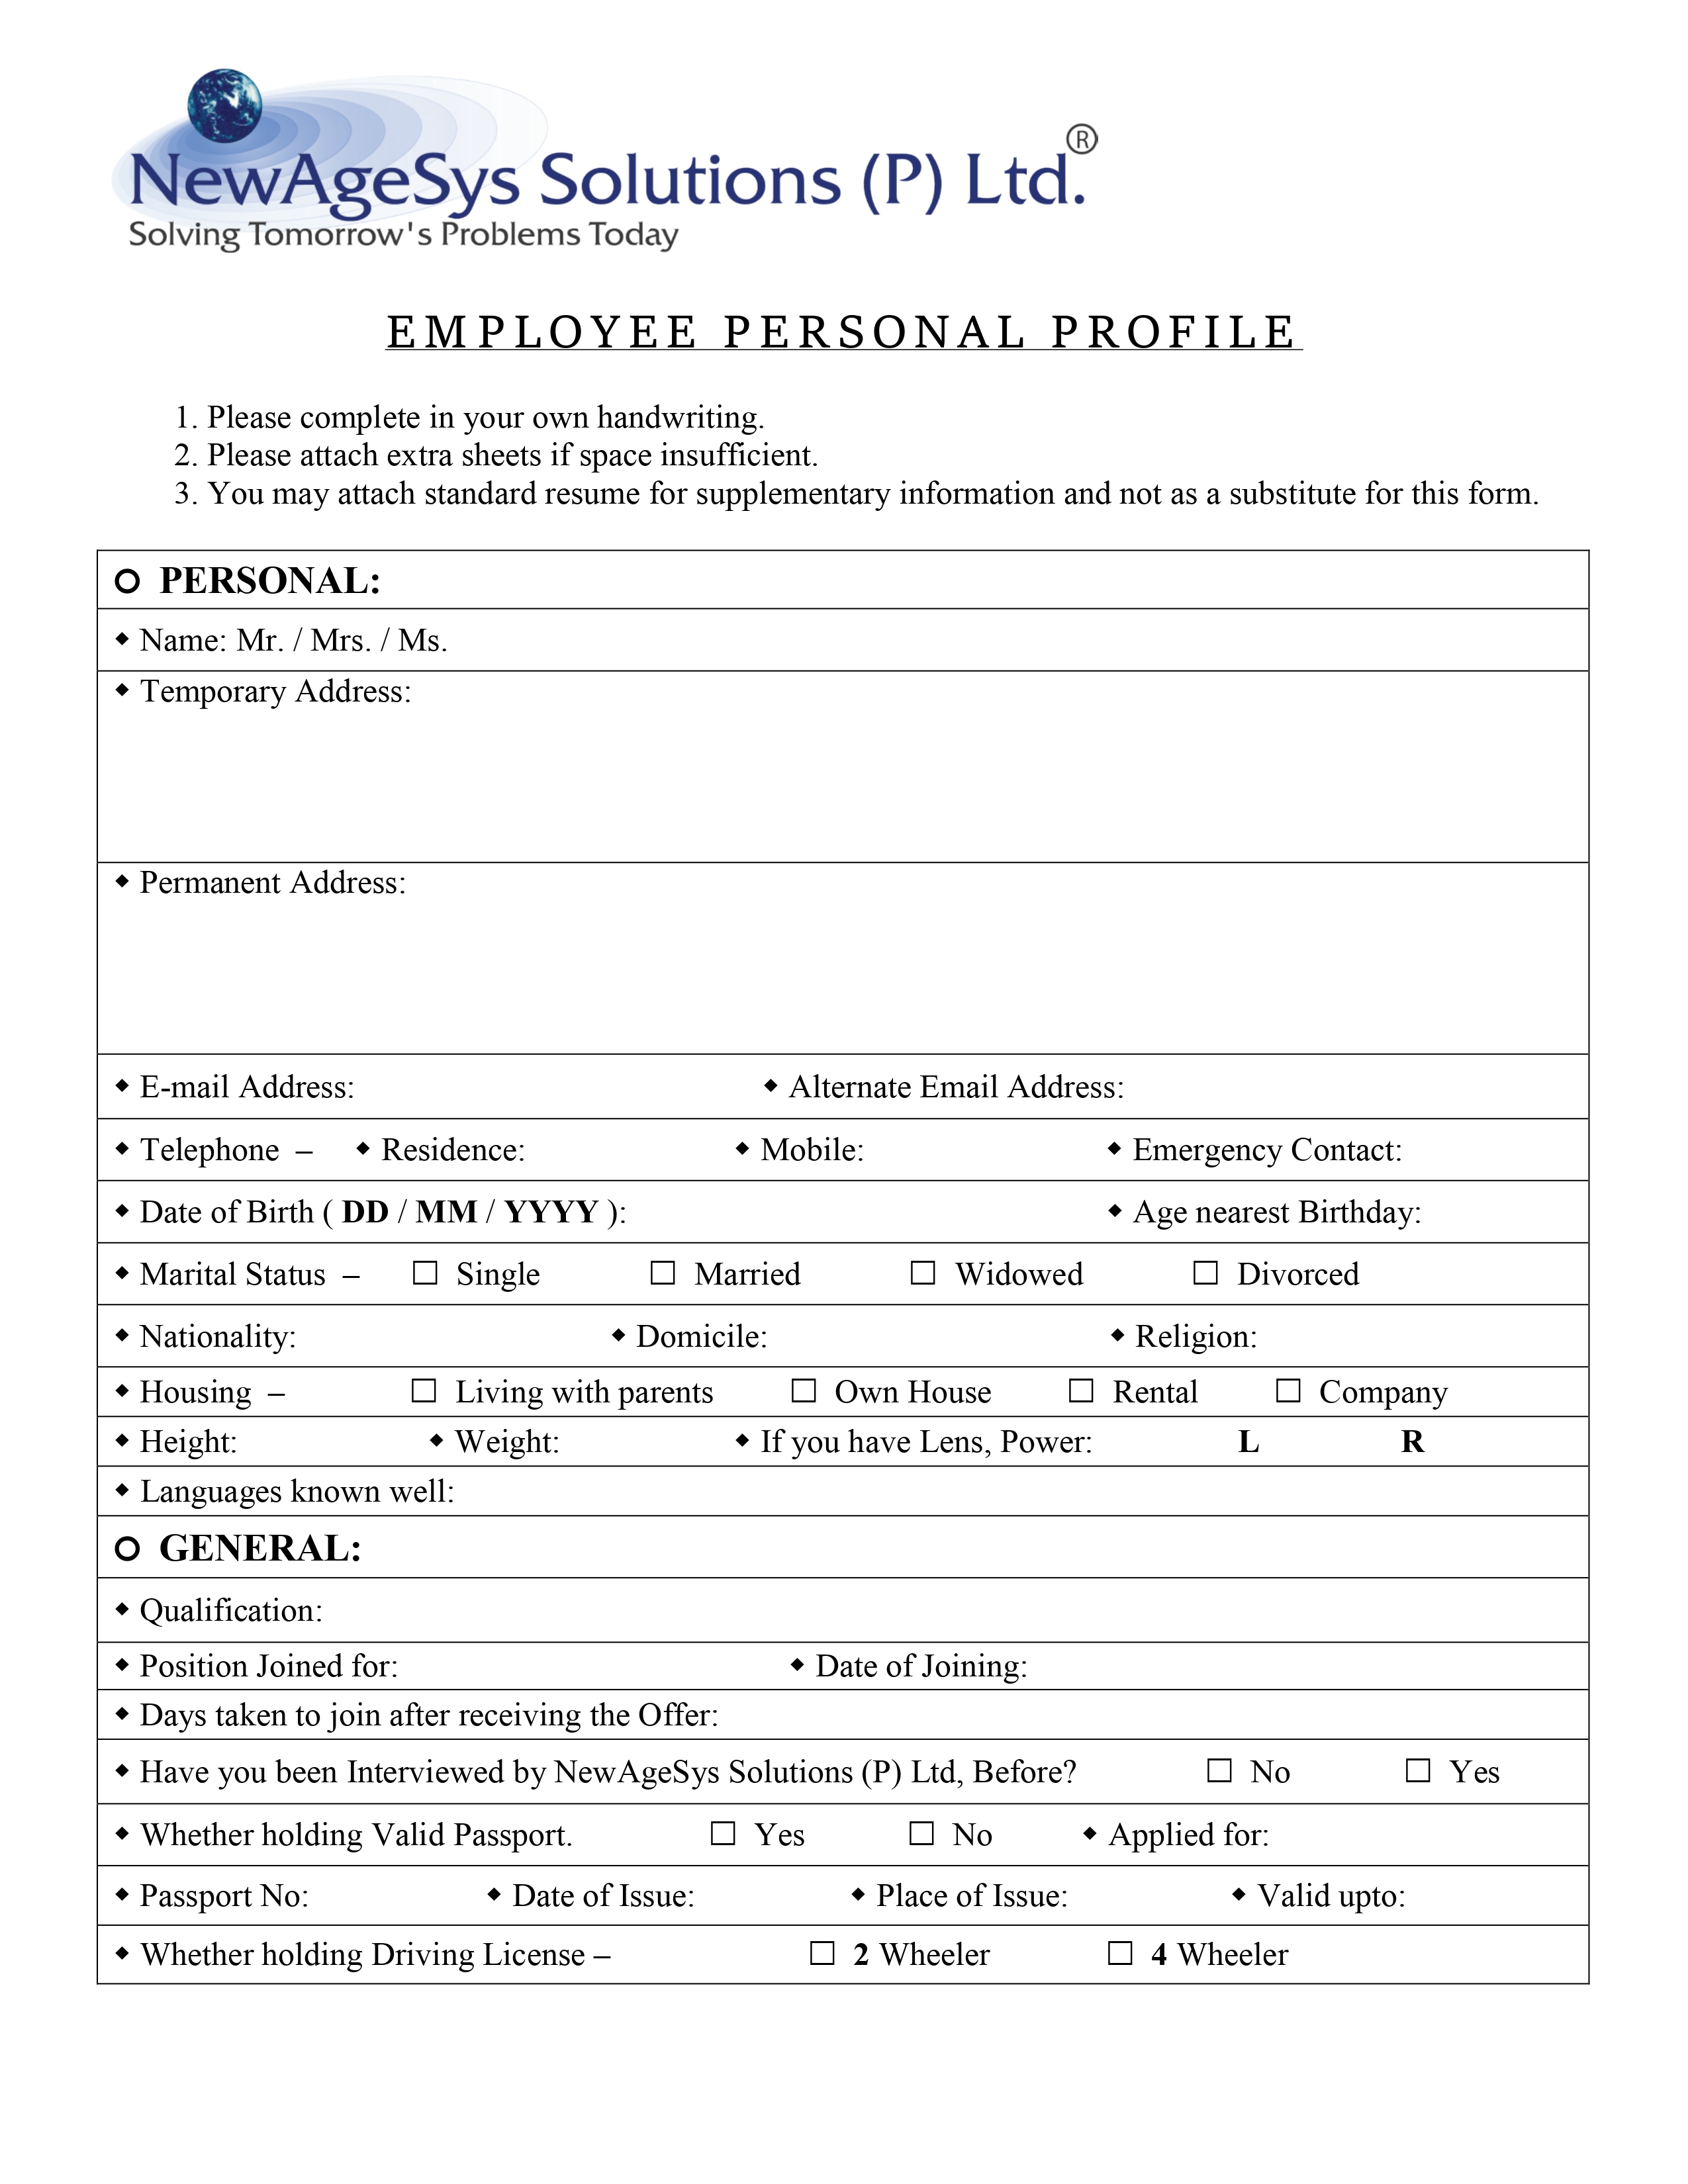 NewAgeSys Solutions (P) Ltd.®
Solving Tomorrow's Problems Today
EMPLOYEE PERSONAL PROFILE
1. Please complete in your own handwriting.
2. Please attach extra sheets if space insufficient.
3. You may attach standard resume for supplementary information and not as a substitute for this form.
PERSONAL:
Name: Mr. / Mrs. / Ms.
Temporary Address:
Permanent Address:
E-mail Address: Alternate Email Address:
Telephone – Residence: Mobile: Emergency Contact:
Date of Birth ( DD / MM / YYYY ): Age nearest Birthday:
Marital Status – ☐ Single ☐ Married ☐ Widowed ☐ Divorced
Nationality: Domicile: Religion:
Housing – ☐ Living with parents ☐ Own House ☐ Rental ☐ Company
Height: Weight: If you have Lens, Power: L R
Languages known well:
GENERAL:
Qualification:
Position Joined for: Date of Joining:
Days taken to join after receiving the Offer:
Have you been Interviewed by NewAgeSys Solutions (P) Ltd, Before? ☐ No ☐ Yes
Whether holding Valid Passport. ☐ Yes ☐ No Applied for:
Passport No: Date of Issue: Place of Issue: Valid upto:
Whether holding Driving License – ☐ 2 Wheeler ☐ 4 Wheeler